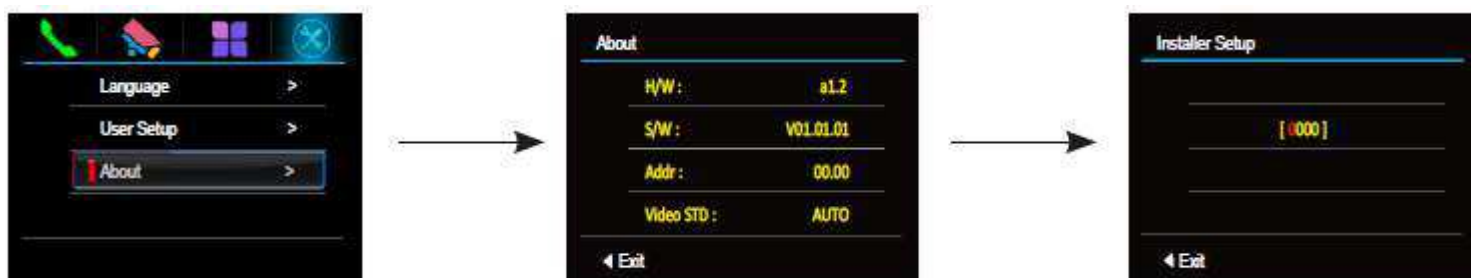 Language >
User Setup >
About >
About
H/W : a1.2
S/W : V01.01.01
Addr : 00.00
Video STD : AUTO
Exit
Installer Setup
[ 0000 ]
Exit